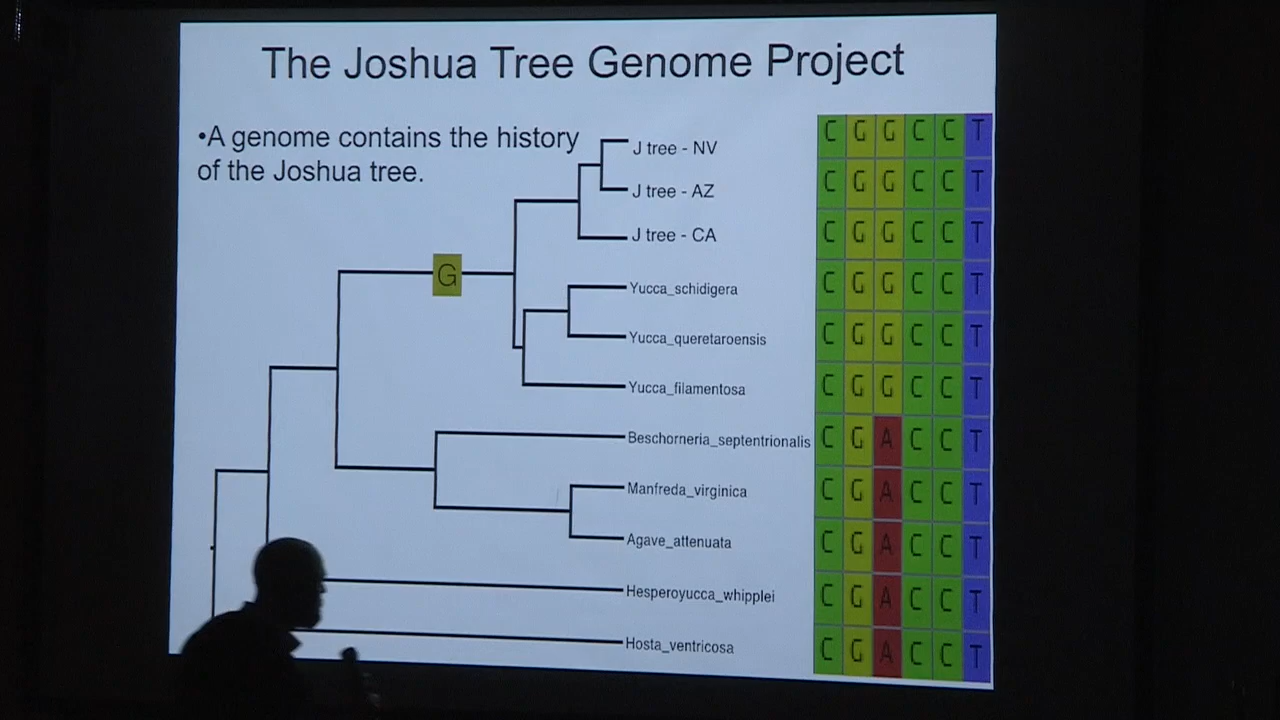 The Joshua Tree Genome Project
•A genome contains the history
of the Joshua tree.
G
J tree - NV C G G C C T
J tree - AZ C G G C C T
J tree - CA C G G C C T
Yucca_schidigera C G G C C T
Yucca_queretaroensis C G G C C T
Yucca_filamentosa C G G C C T
Beschorneria_septentrionalis C G A C C T
Manfreda_virginica C G A C C T
Agave_attenuata C G A C C T
Hesperoyucca_whipplei C G A C C T
Hosta_ventricosa C G A C C T